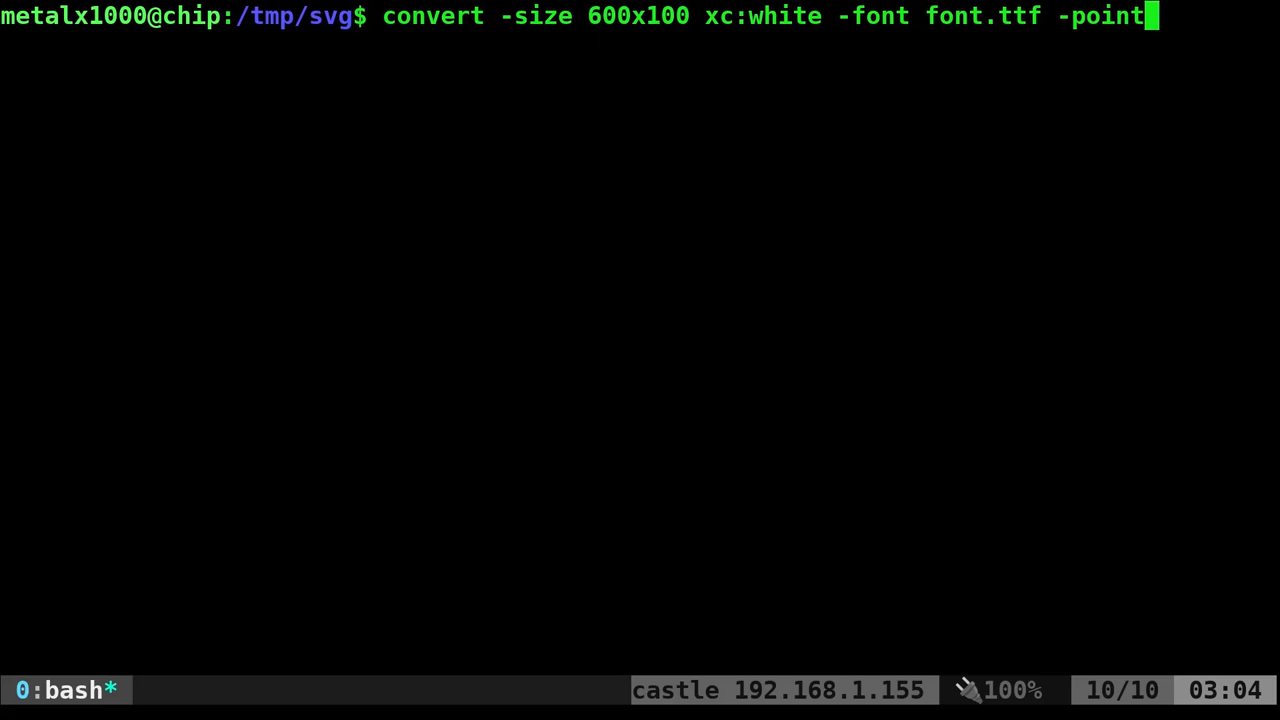 metalx1000@chip:/tmp/svg$ convert -size 600x100 xc:white -font font.ttf -point
0:bash* castle 192.168.1.155 🔌100% 10/10 03:04